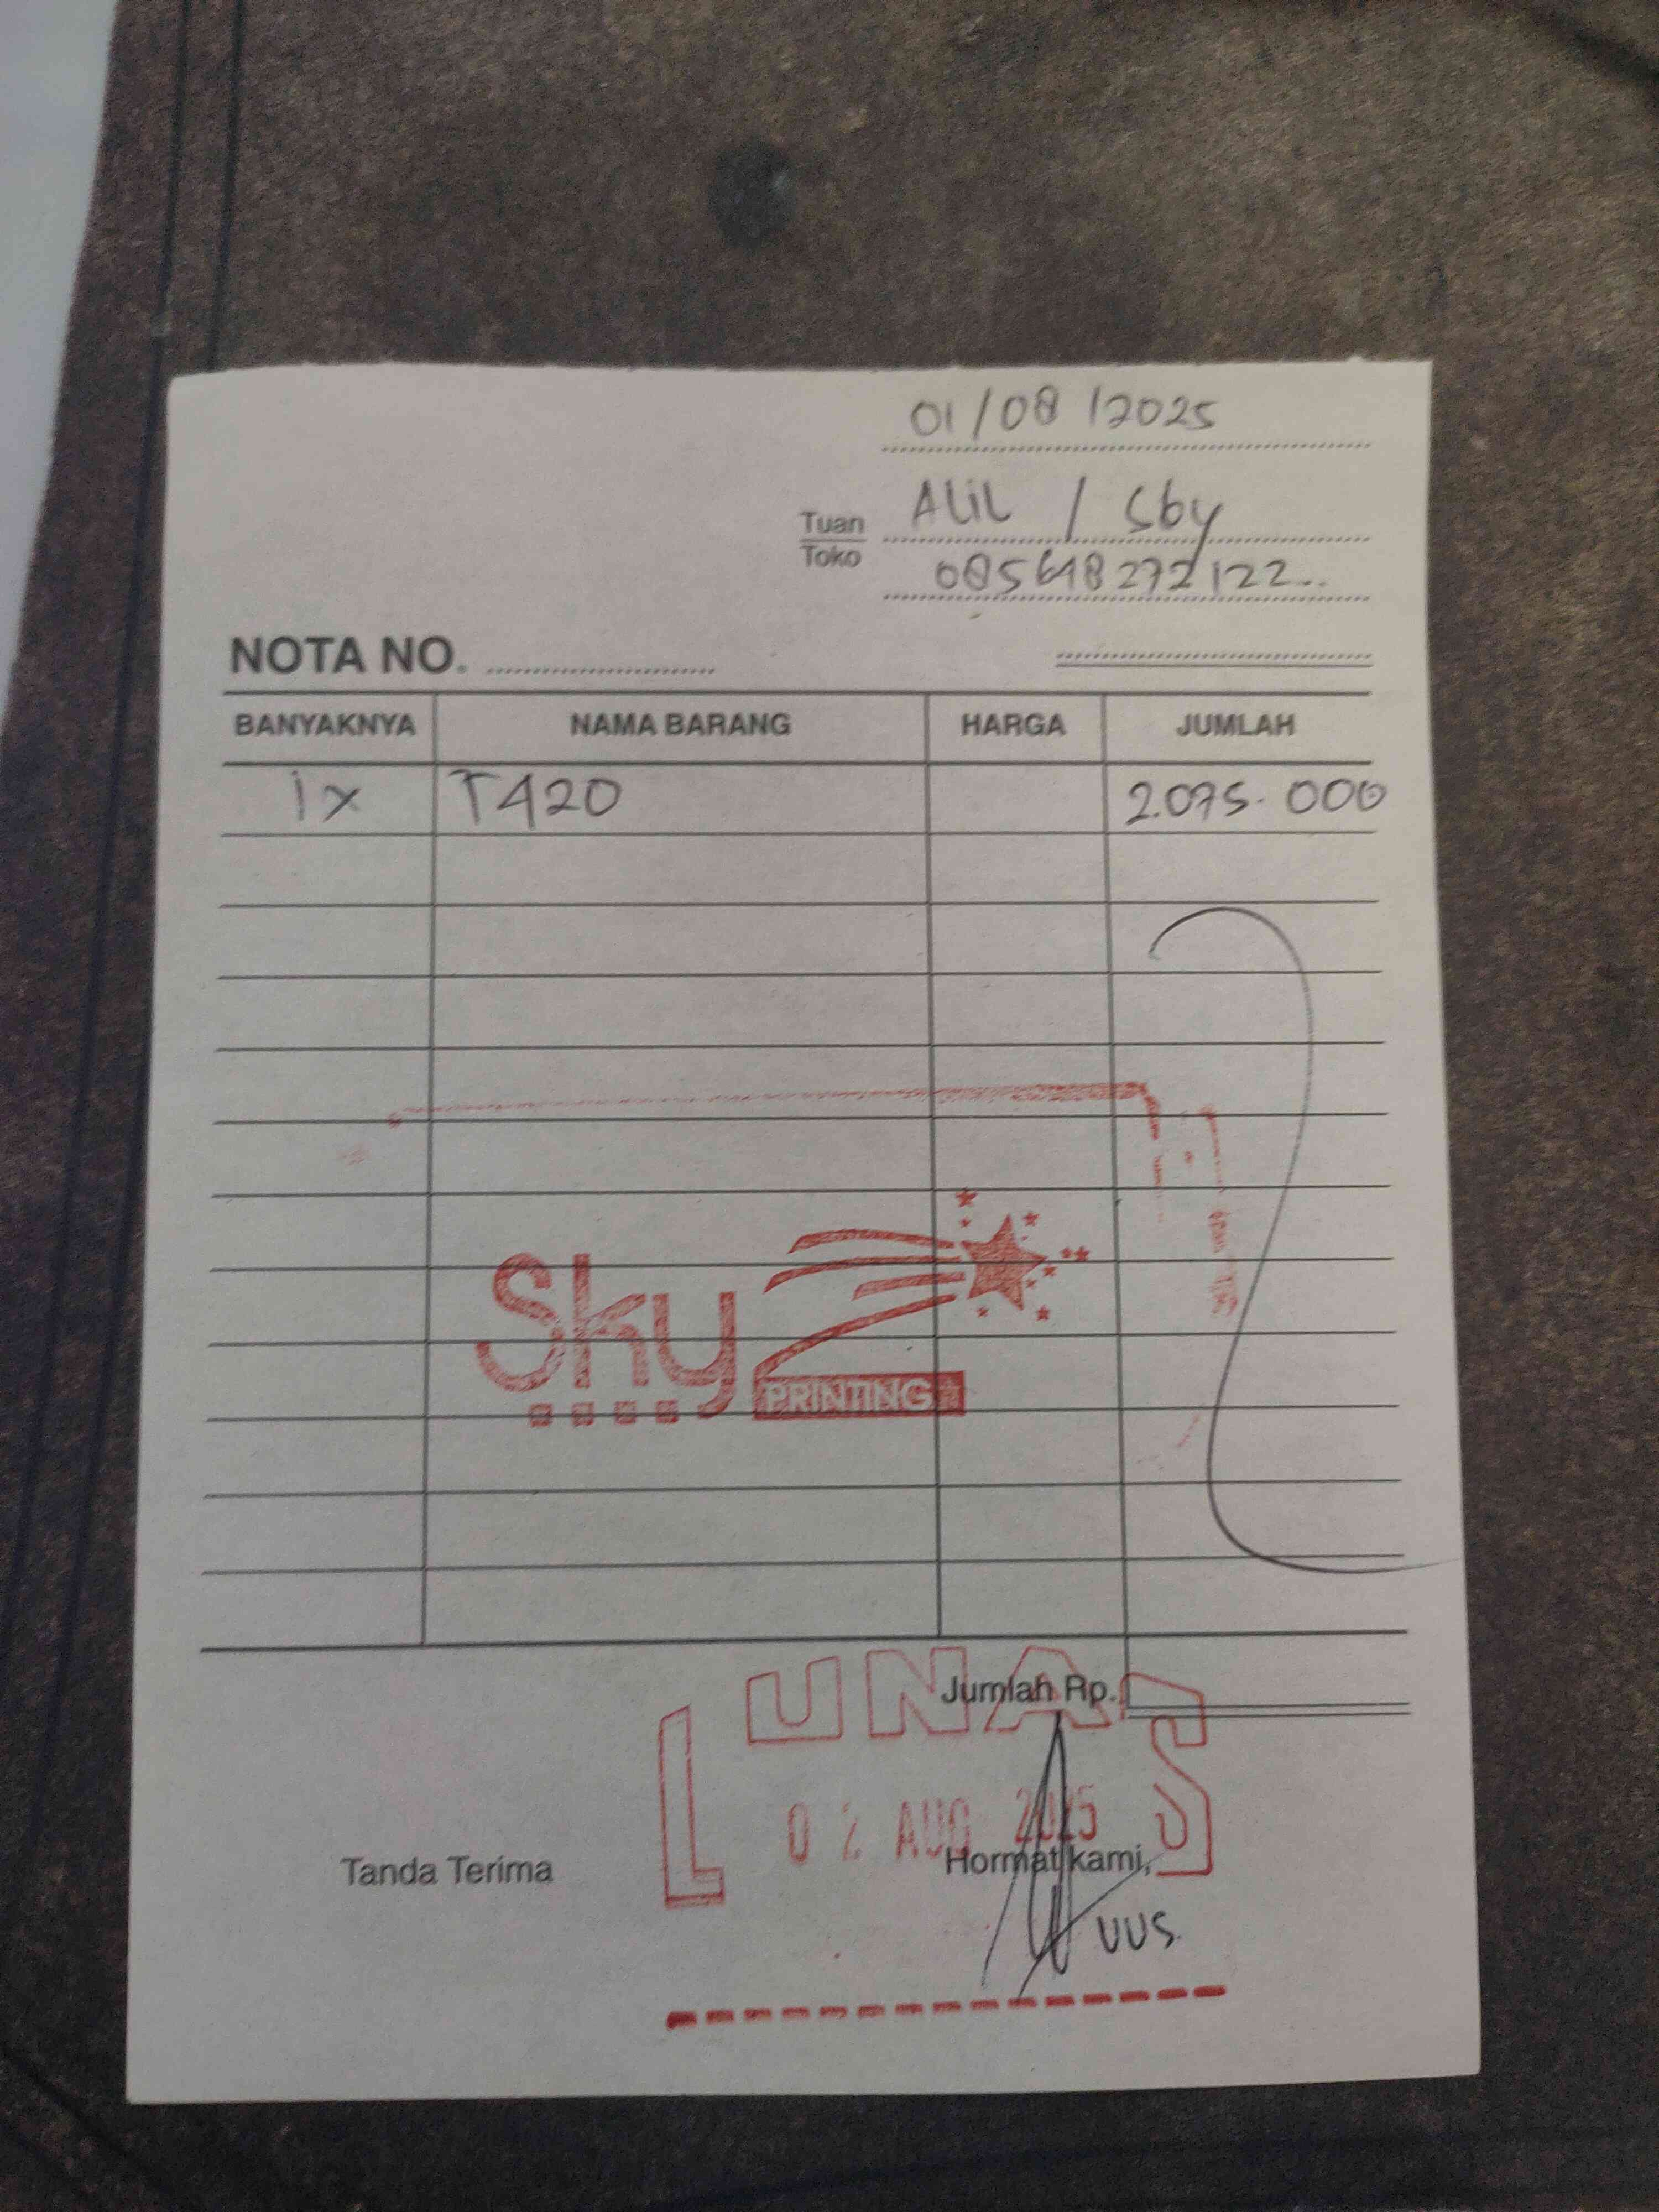 01/08/2025
Tuan Alil / Sby
Toko 085648272122..
NOTA NO. 
BANYAKNYA NAMA BARANG HARGA JUMLAH
1x T420 2.075.000
Sky
PRINTING
Jumlah Rp.
LUNAS
02 AUG 2025
Tanda Terima Hormat kami,
UUS